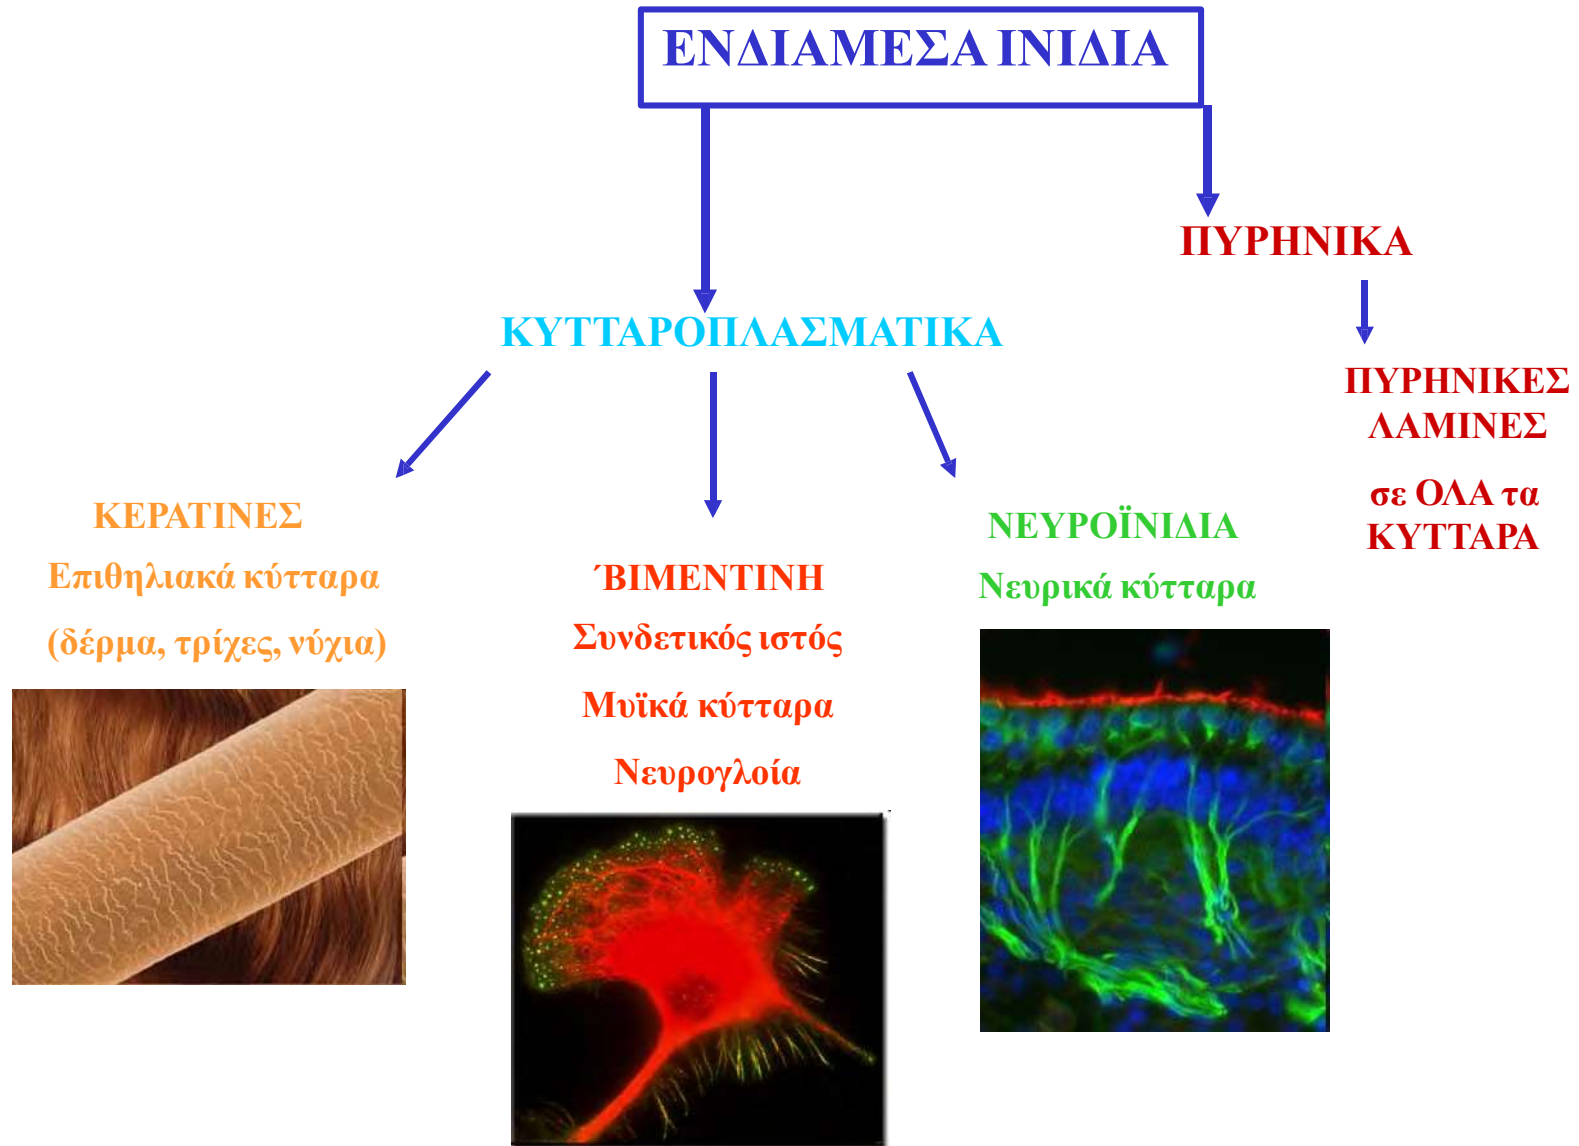 ΕΝΔΙΑΜΕΣΑ ΙΝΙΔΙΑ
ΠΥΡΗΝΙΚΑ
ΚΥΤΤΑΡΟΠΛΑΣΜΑΤΙΚΑ
ΠΥΡΗΝΙΚΕΣ
ΛΑΜΙΝΕΣ
σε ΟΛΑ τα
ΚΥΤΤΑΡΑ
ΚΕΡΑΤΙΝΕΣ
Επιθηλιακά κύτταρα
(δέρμα, τρίχες, νύχια)
΄ΒΙΜΕΝΤΙΝΗ
Συνδετικός ιστός
Μυϊκά κύτταρα
Νευρογλοία
ΝΕΥΡΟΪΝΙΔΙΑ
Νευρικά κύτταρα